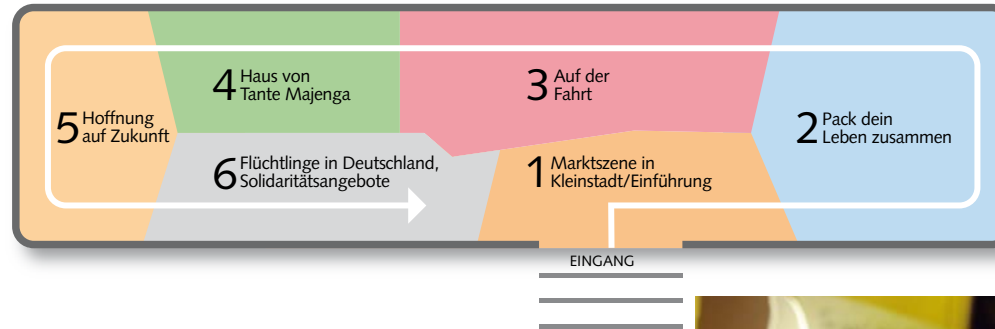 4 Haus von
Tante Majenga
3 Auf der
Fahrt
5 Hoffnung
auf Zukunft
2 Pack dein
Leben zusammen
6 Flüchtlinge in Deutschland,
Solidaritätsangebote
1 Marktszene in
Kleinstadt/Einführung
EINGANG